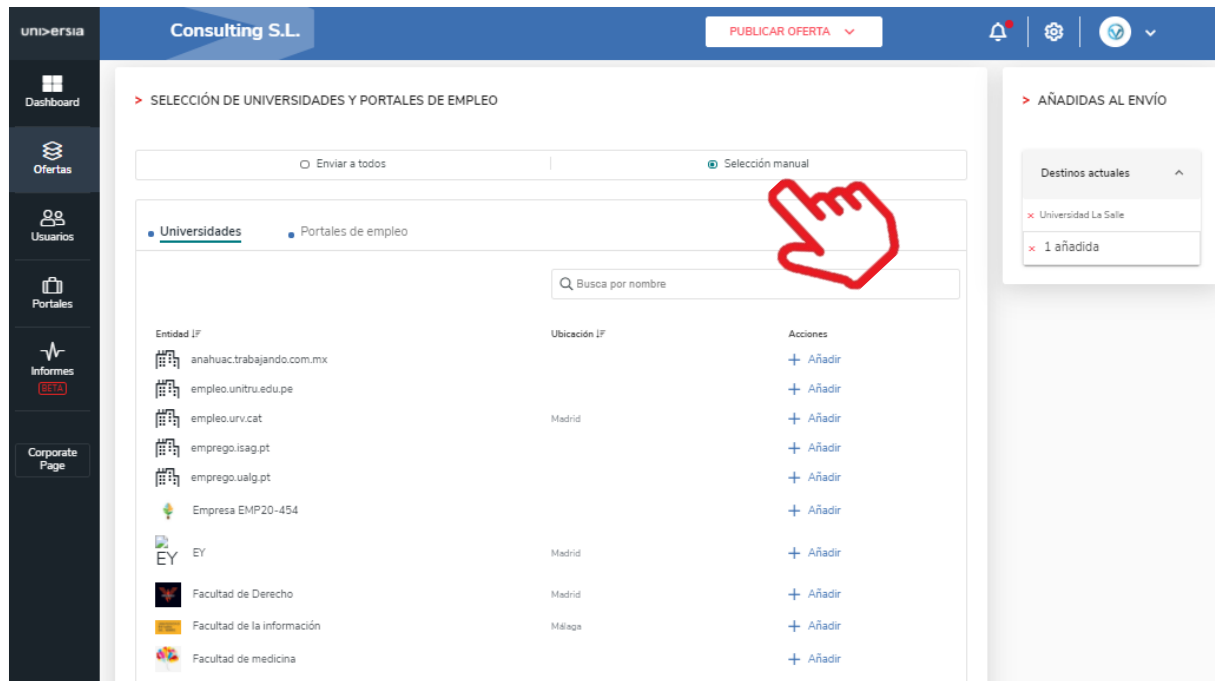 universia
Consulting S.L.
PUBLICAR OFERTA
Dashboard
Ofertas
Usuarios
Portales
Informes
BETA
Corporate
Page
> SELECCIÓN DE UNIVERSIDADES Y PORTALES DE EMPLEO
Enviar a todos
Selección manual
Universidades
Portales de empleo
Busca por nombre
Entidad Ubicación Acciones
anahuac.trabajando.com.mx + Añadir
empleo.unitru.edu.pe + Añadir
empleo.urv.cat Madrid + Añadir
emprego.isag.pt + Añadir
emprego.ualg.pt + Añadir
Empresa EMP20-454 + Añadir
EY EY Madrid + Añadir
Facultad de Derecho Madrid + Añadir
Facultad de la información Málaga + Añadir
Facultad de medicina + Añadir
> AÑADIDAS AL ENVÍO
Destinos actuales
× Universidad La Salle
× 1 añadida